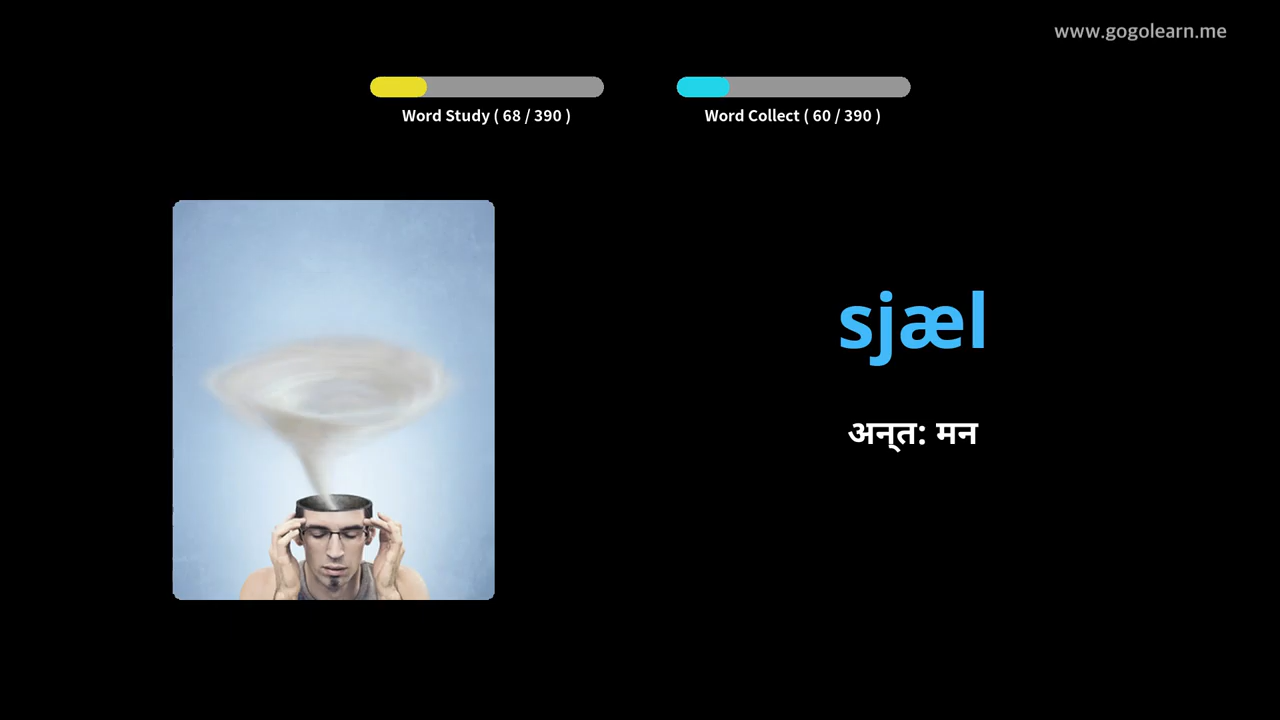 www.gogolearn.me
Word Study ( 68 / 390 )
Word Collect ( 60 / 390 )
sjæl
अन्त: मन